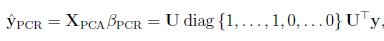 ŷ_PCR = X_PCA β_PCR = U diag {1, . . . , 1, 0, . . . 0} U^⊤ y,